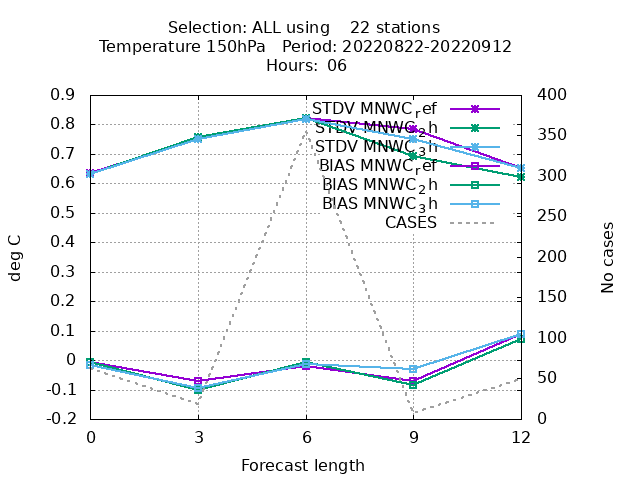 Selection: ALL using 22 stations
Temperature 150hPa Period: 20220822-20220912
Hours: 06
0.9
0.8
0.7
0.6
0.5
0.4
0.3
0.2
0.1
0
-0.1
-0.2
deg C
STDV MNWC_ref
STDV MNWC_2h
STDV MNWC_3h
BIAS MNWC_ref
BIAS MNWC_2h
BIAS MNWC_3h
CASES
400
350
300
250
200
150
100
50
0
No cases
0 3 6 9 12
Forecast length